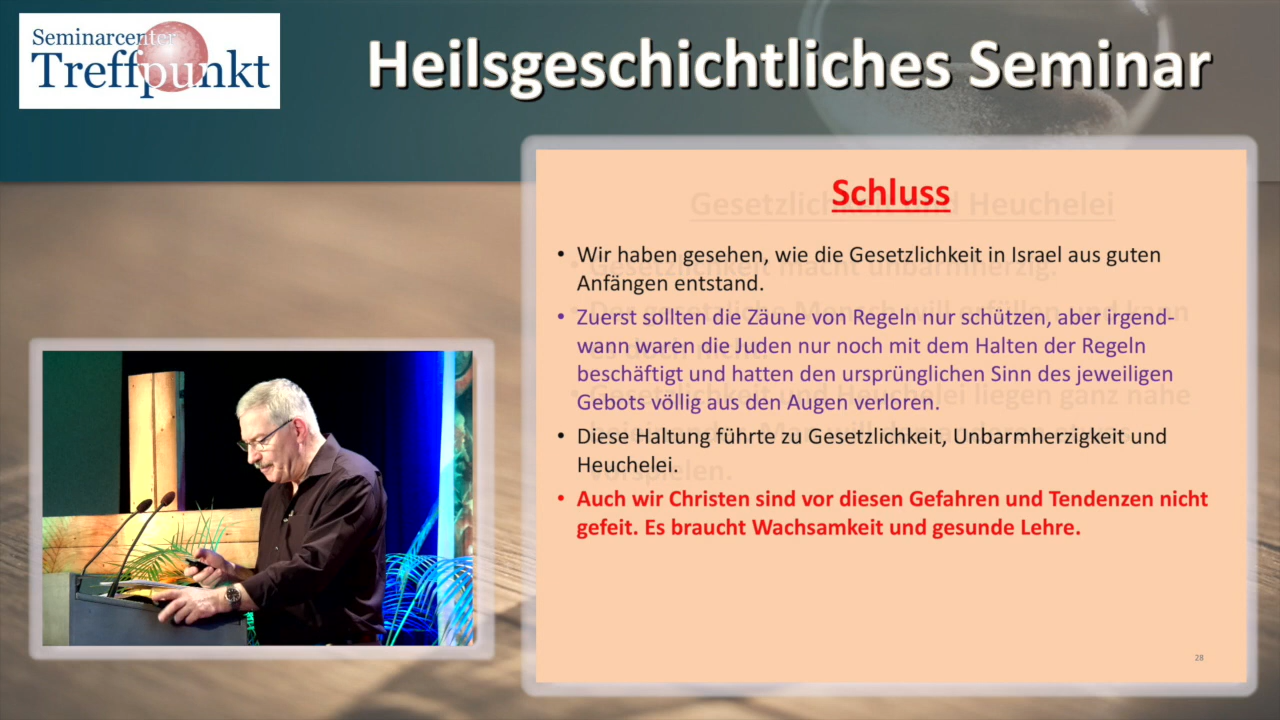 Seminarcenter
Treffpunkt
Heilsgeschichtliches Seminar
Schluss
Gesetzlichkeit und Heuchelei
• Wir haben gesehen, wie die Gesetzlichkeit in Israel aus guten
Anfängen entstand.
• Zuerst sollten die Zäune von Regeln nur schützen, aber irgend-
wann waren die Juden nur noch mit dem Halten der Regeln
beschäftigt und hatten den ursprünglichen Sinn des jeweiligen
Gebots völlig aus den Augen verloren.
• Diese Haltung führte zu Gesetzlichkeit, Unbarmherzigkeit und
Heuchelei.
• Auch wir Christen sind vor diesen Gefahren und Tendenzen nicht
gefeit. Es braucht Wachsamkeit und gesunde Lehre.
28